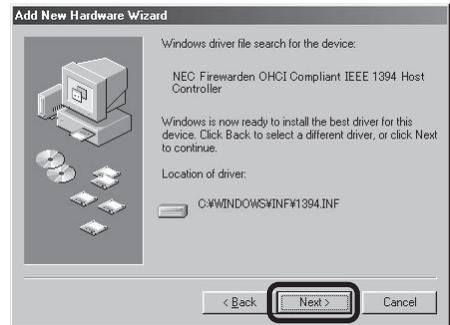 Add New Hardware Wizard
Windows driver file search for the device:
NEC Firewarden OHCI Compliant IEEE 1394 Host
Controller
Windows is now ready to install the best driver for this
device. Click Back to select a different driver, or click Next
to continue.
Location of driver:
C:¥WINDOWS¥INF¥1394.INF
< Back
Next >
Cancel